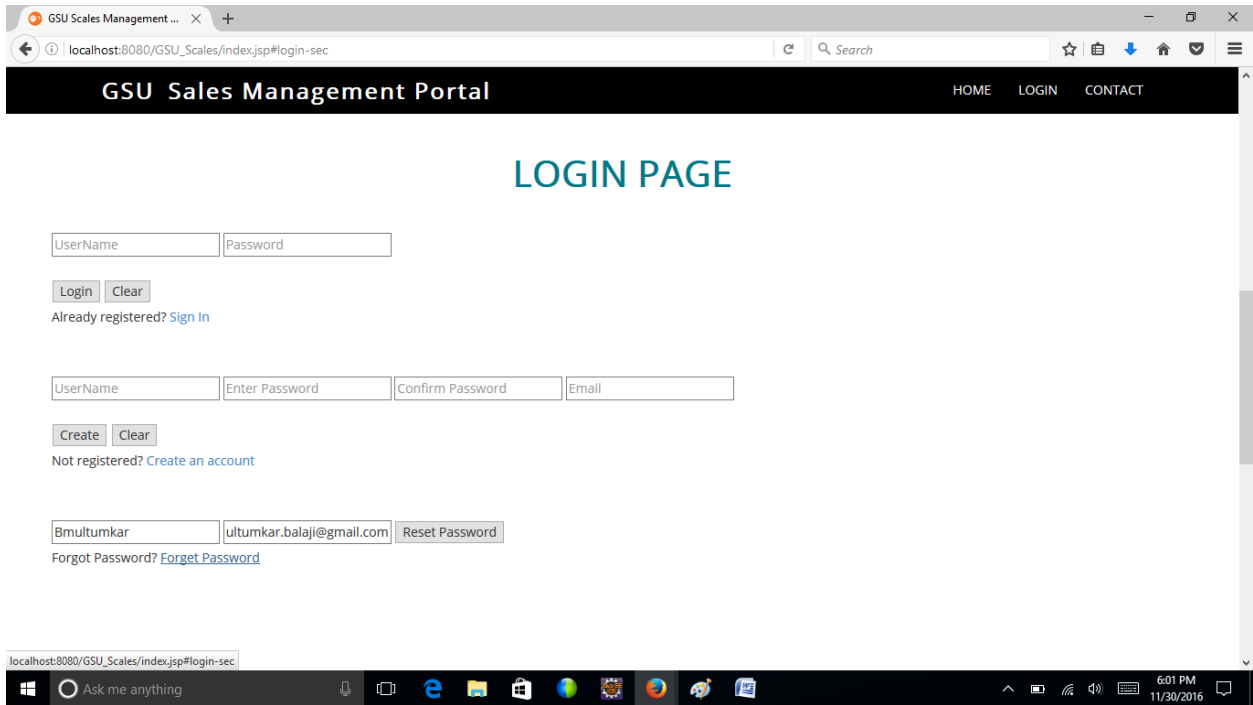 GSU Scales Management ...
localhost:8080/GSU_Scales/index.jsp#login-sec
Search
GSU Sales Management Portal
HOME LOGIN CONTACT
LOGIN PAGE
UserName Password
Login Clear
Already registered? Sign In
UserName Enter Password Confirm Password Email
Create Clear
Not registered? Create an account
Bmultumkar ultumkar.balaji@gmail.com Reset Password
Forgot Password? Forget Password
localhost:8080/GSU_Scales/index.jsp#login-sec
Ask me anything
6:01 PM
11/30/2016